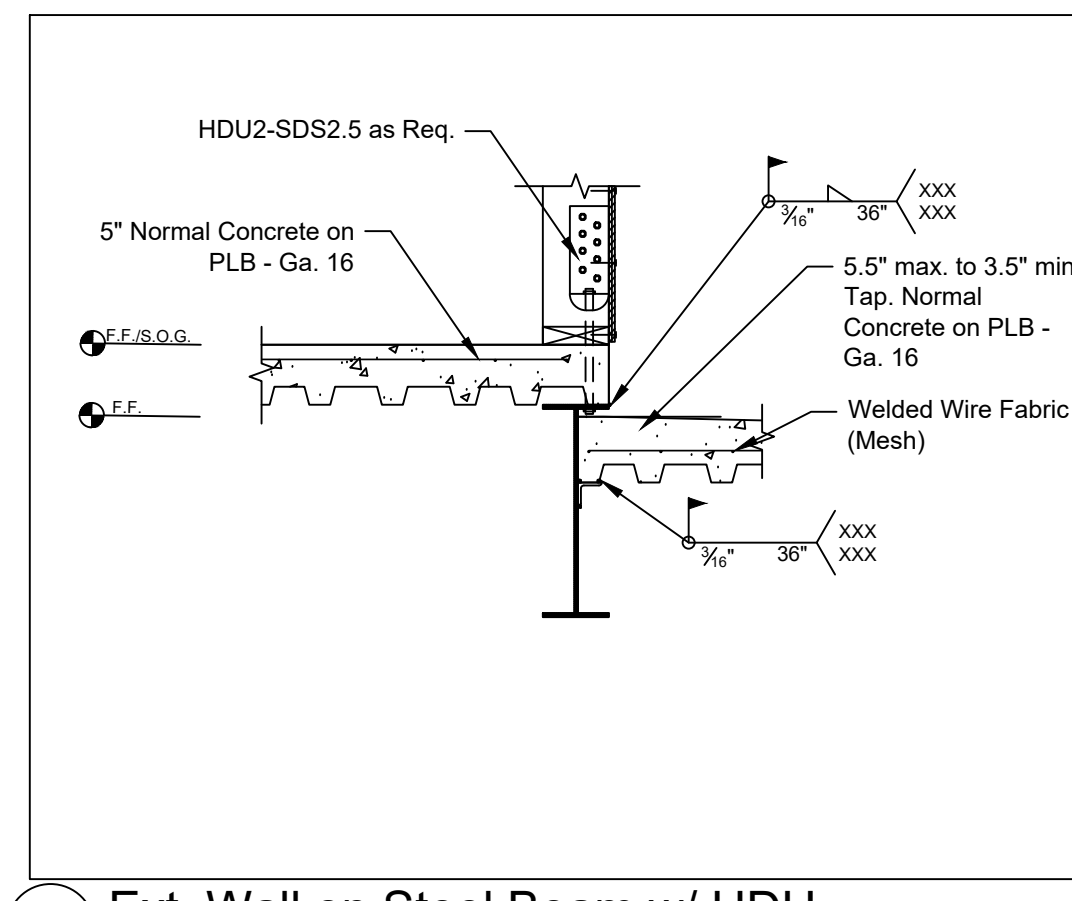 HDU2-SDS2.5 as Req.
5" Normal Concrete on
PLB - Ga. 16
F.F./S.O.G.
F.F.
3/16" 36" XXX
XXX
5.5" max. to 3.5" min
Tap. Normal
Concrete on PLB -
Ga. 16
Welded Wire Fabric
(Mesh)
3/16" 36" XXX
XXX
Ext. Wall on Steel Beam w/ HDU